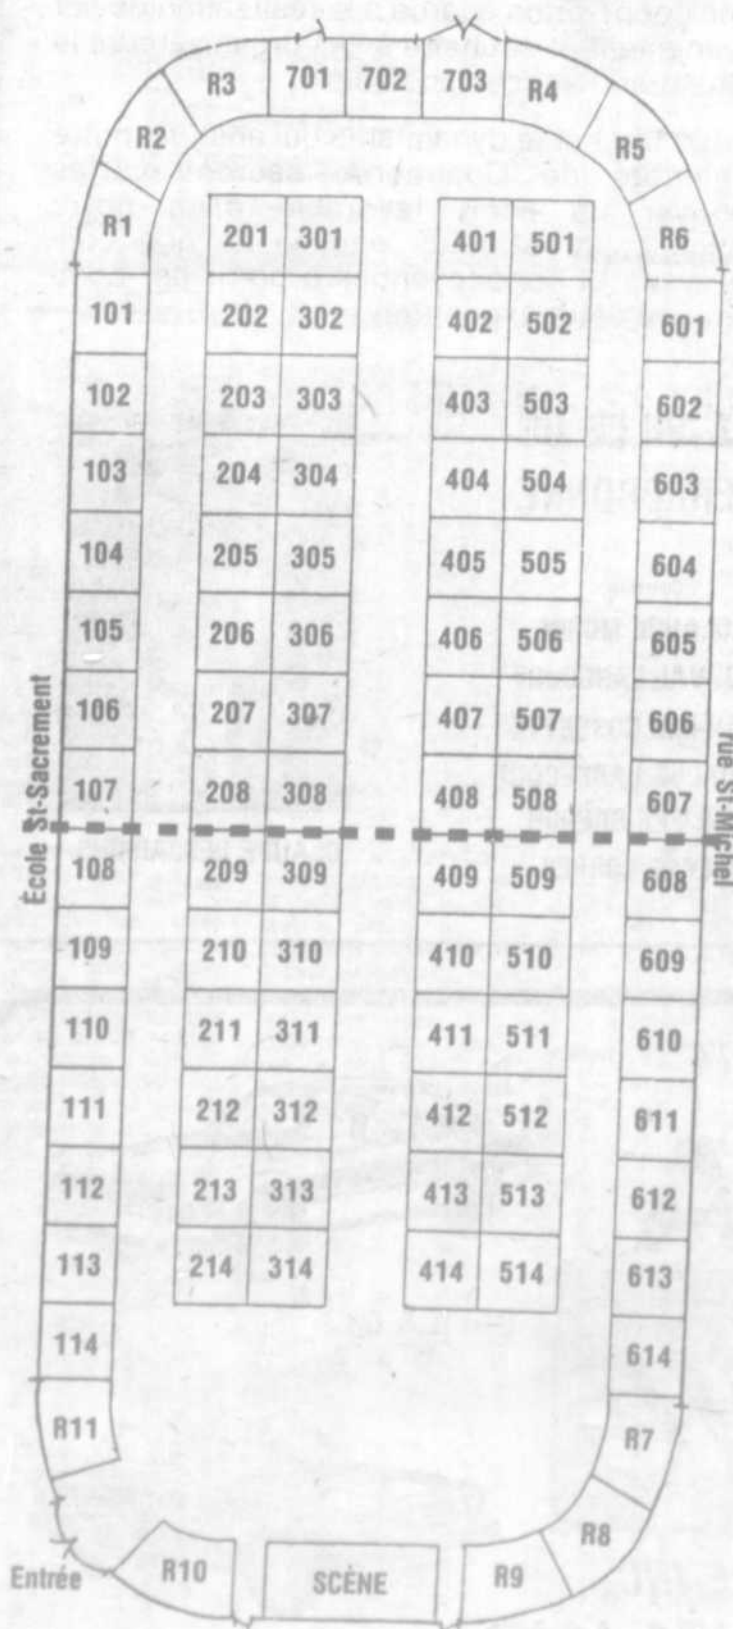 R3 701 702 703 R4
R2 R5
R1 201 301 401 501 R6
101 202 302 402 502 601
102 203 303 403 503 602
103 204 304 404 504 603
104 205 305 405 505 604
105 206 306 406 506 605
106 207 307 407 507 606
107 208 308 408 508 607
École St-Sacrement
rue St-Michel
108 209 309 409 509 608
109 210 310 410 510 609
110 211 311 411 511 610
111 212 312 412 512 611
112 213 313 413 513 612
113 214 314 414 514 613
114 614
R11 R7
R8
Entrée R10 SCÈNE R9